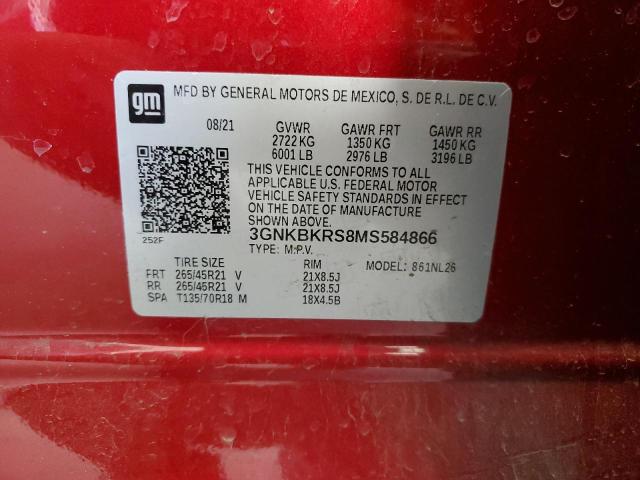 gm
MFD BY GENERAL MOTORS DE MEXICO, S. DE R.L. DE C.V.
08/21 GVWR GAWR FRT GAWR RR
2722 KG 1350 KG 1450 KG
6001 LB 2976 LB 3196 LB
THIS VEHICLE CONFORMS TO ALL
APPLICABLE U.S. FEDERAL MOTOR
VEHICLE SAFETY STANDARDS IN EFFECT
ON THE DATE OF MANUFACTURE
SHOWN ABOVE.
3GNKBKRS8MS584866
252F
TYPE: M.P.V.
TIRE SIZE RIM MODEL: 861NL26
FRT 265/45R21 V 21X8.5J
RR 265/45R21 V 21X8.5J
SPA T135/70R18 M 18X4.5B